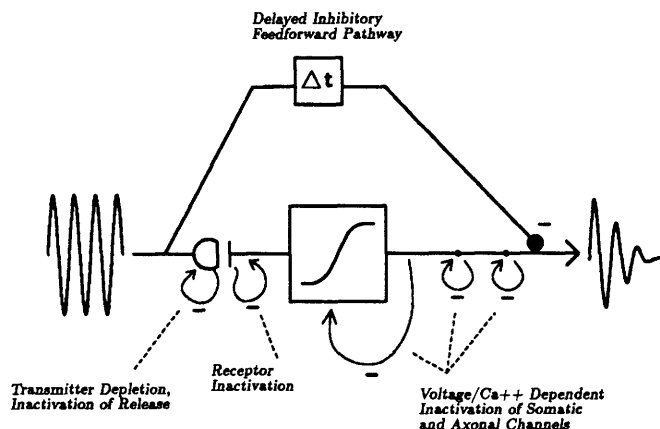 Delayed Inhibitory
Feedforward Pathway
Δt
−
−
−
−
−
−
Transmitter Depletion,
Inactivation of Release
Receptor
Inactivation
Voltage/Ca++ Dependent
Inactivation of Somatic
and Axonal Channels